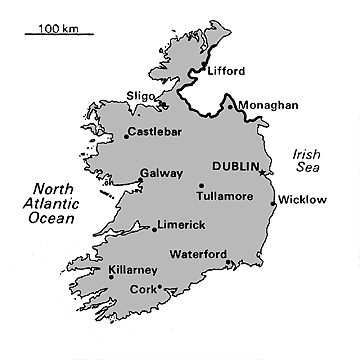 100 km
Lifford
Sligo
Monaghan
Castlebar
DUBLIN
Irish
Sea
Galway
North
Atlantic
Ocean
Tullamore
Wicklow
Limerick
Waterford
Killarney
Cork